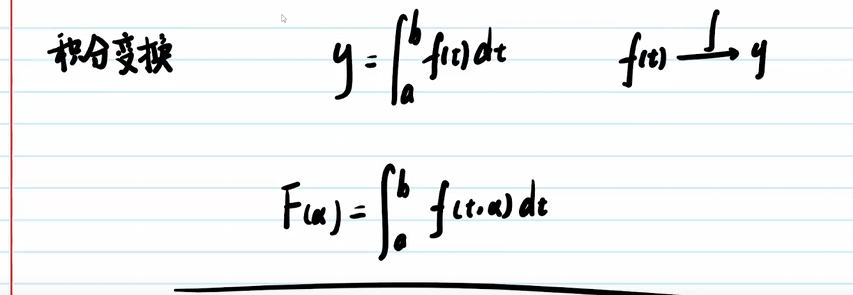 积分变换 y = ∫_a^b f(t) dt f(t) —∫→ y
F(α) = ∫_a^b f(t,α) dt